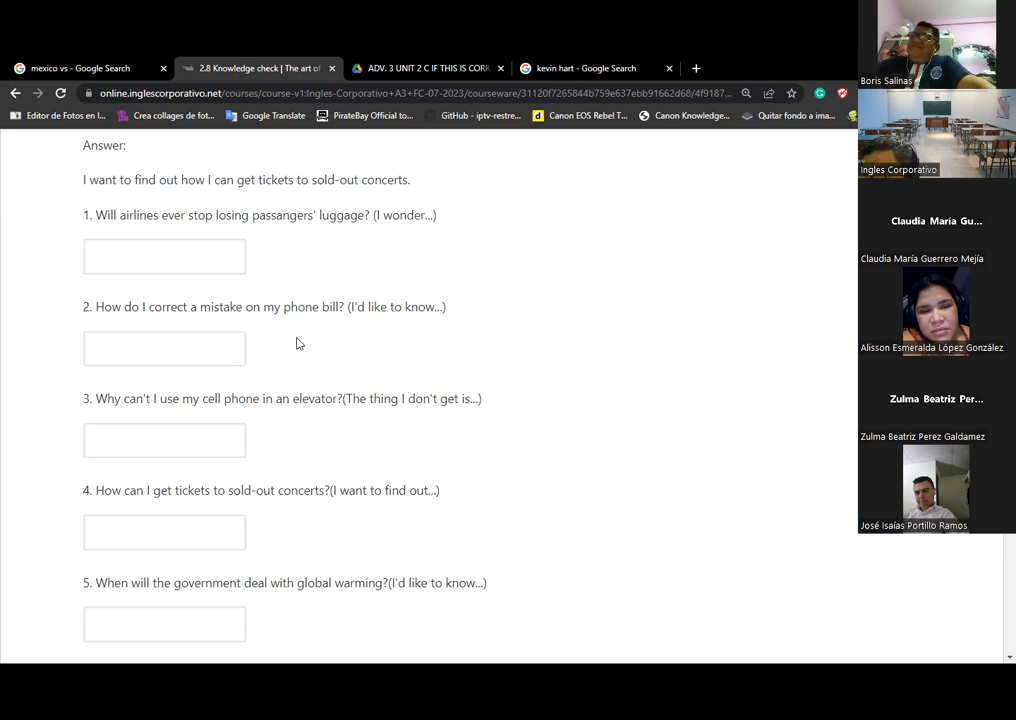 mexico vs - Google Search
2.8 Knowledge check | The art of
ADV. 3 UNIT 2 C IF THIS IS CORR
kevin hart - Google Search
online.inglescorporativo.net/courses/course-v1:Ingles-Corporativo+A3+FC-07-2023/courseware/31120f7265844b759e637ebb91662d68/4f9187...
Editor de Fotos en l...
Crea collages de fot...
Google Translate
PirateBay Official to...
GitHub - iptv-restre...
Canon EOS Rebel T...
Canon Knowledge...
Quitar fondo a ima...
Answer:
I want to find out how I can get tickets to sold-out concerts.
1. Will airlines ever stop losing passangers' luggage? (I wonder...)
2. How do I correct a mistake on my phone bill? (I'd like to know...)
3. Why can't I use my cell phone in an elevator?(The thing I don't get is...)
4. How can I get tickets to sold-out concerts?(I want to find out...)
5. When will the government deal with global warming?(I'd like to know...)
Boris Salinas
Ingles Corporativo
Claudia María Gu...
Claudia María Guerrero Mejía
Alisson Esmeralda López González
Zulma Beatriz Per...
Zulma Beatriz Perez Galdamez
José Isaías Portillo Ramos